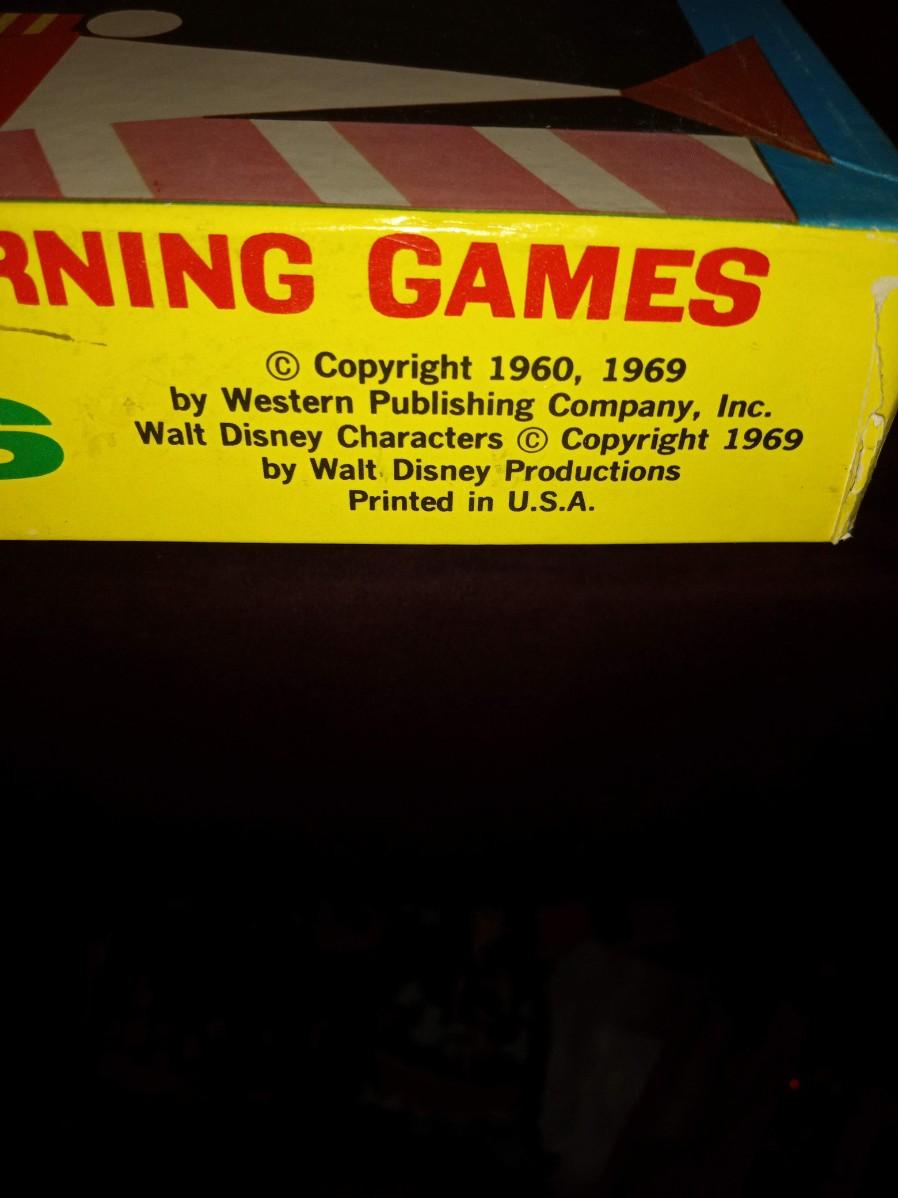 RNING GAMES
S
© Copyright 1960, 1969
by Western Publishing Company, Inc.
Walt Disney Characters © Copyright 1969
by Walt Disney Productions
Printed in U.S.A.